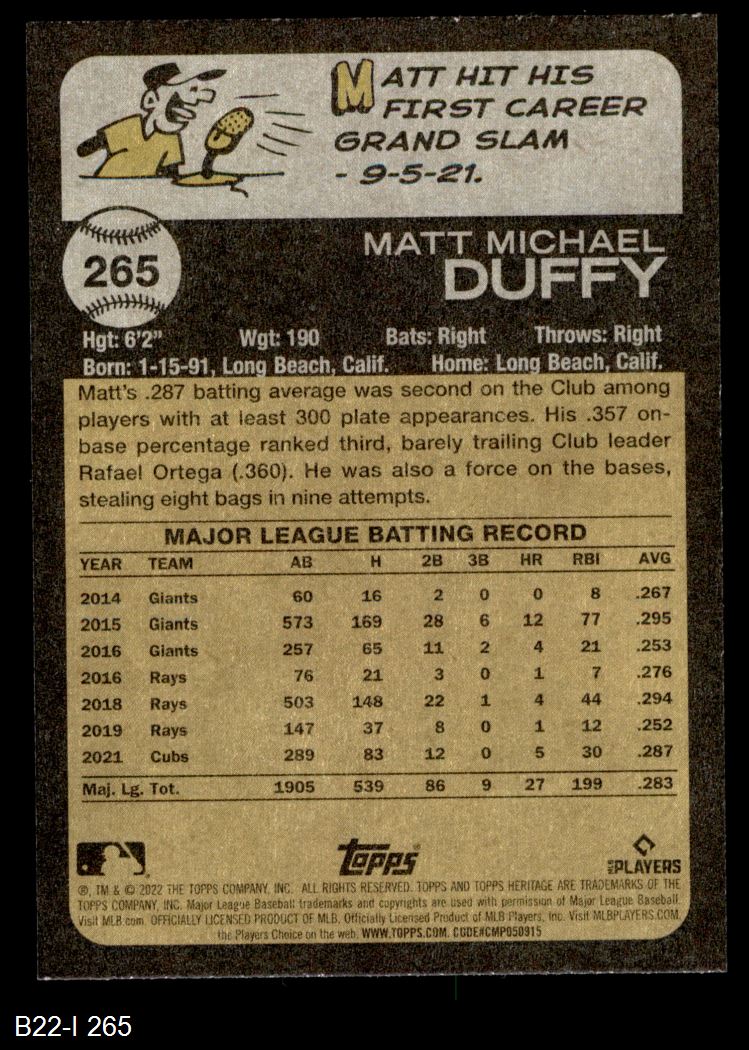 MATT HIT HIS
FIRST CAREER
GRAND SLAM
- 9-5-21.
265
MATT MICHAEL
DUFFY
Hgt: 6'2" Wgt: 190 Bats: Right Throws: Right
Born: 1-15-91, Long Beach, Calif. Home: Long Beach, Calif.
Matt's .287 batting average was second on the Club among
players with at least 300 plate appearances. His .357 on-
base percentage ranked third, barely trailing Club leader
Rafael Ortega (.360). He was also a force on the bases,
stealing eight bags in nine attempts.
MAJOR LEAGUE BATTING RECORD
YEAR TEAM AB H 2B 3B HR RBI AVG
2014 Giants 60 16 2 0 0 8 .267
2015 Giants 573 169 28 6 12 77 .295
2016 Giants 257 65 11 2 4 21 .253
2016 Rays 76 21 3 0 1 7 .276
2018 Rays 503 148 22 1 4 44 .294
2019 Rays 147 37 8 0 1 12 .252
2021 Cubs 289 83 12 0 5 30 .287
Maj. Lg. Tot. 1905 539 86 9 27 199 .283
Topps
MLB PLAYERS
®, TM & © 2022 THE TOPPS COMPANY, INC. ALL RIGHTS RESERVED. TOPPS AND TOPPS HERITAGE ARE TRADEMARKS OF THE
TOPPS COMPANY, INC. Major League Baseball trademarks and copyrights are used with permission of Major League Baseball.
Visit MLB.com. OFFICIALLY LICENSED PRODUCT OF MLB. Officially Licensed Product of MLB Players, Inc. Visit MLBPLAYERS.COM,
the Players Choice on the web. WWW.TOPPS.COM. CODE#CMP050915
B22-I 265